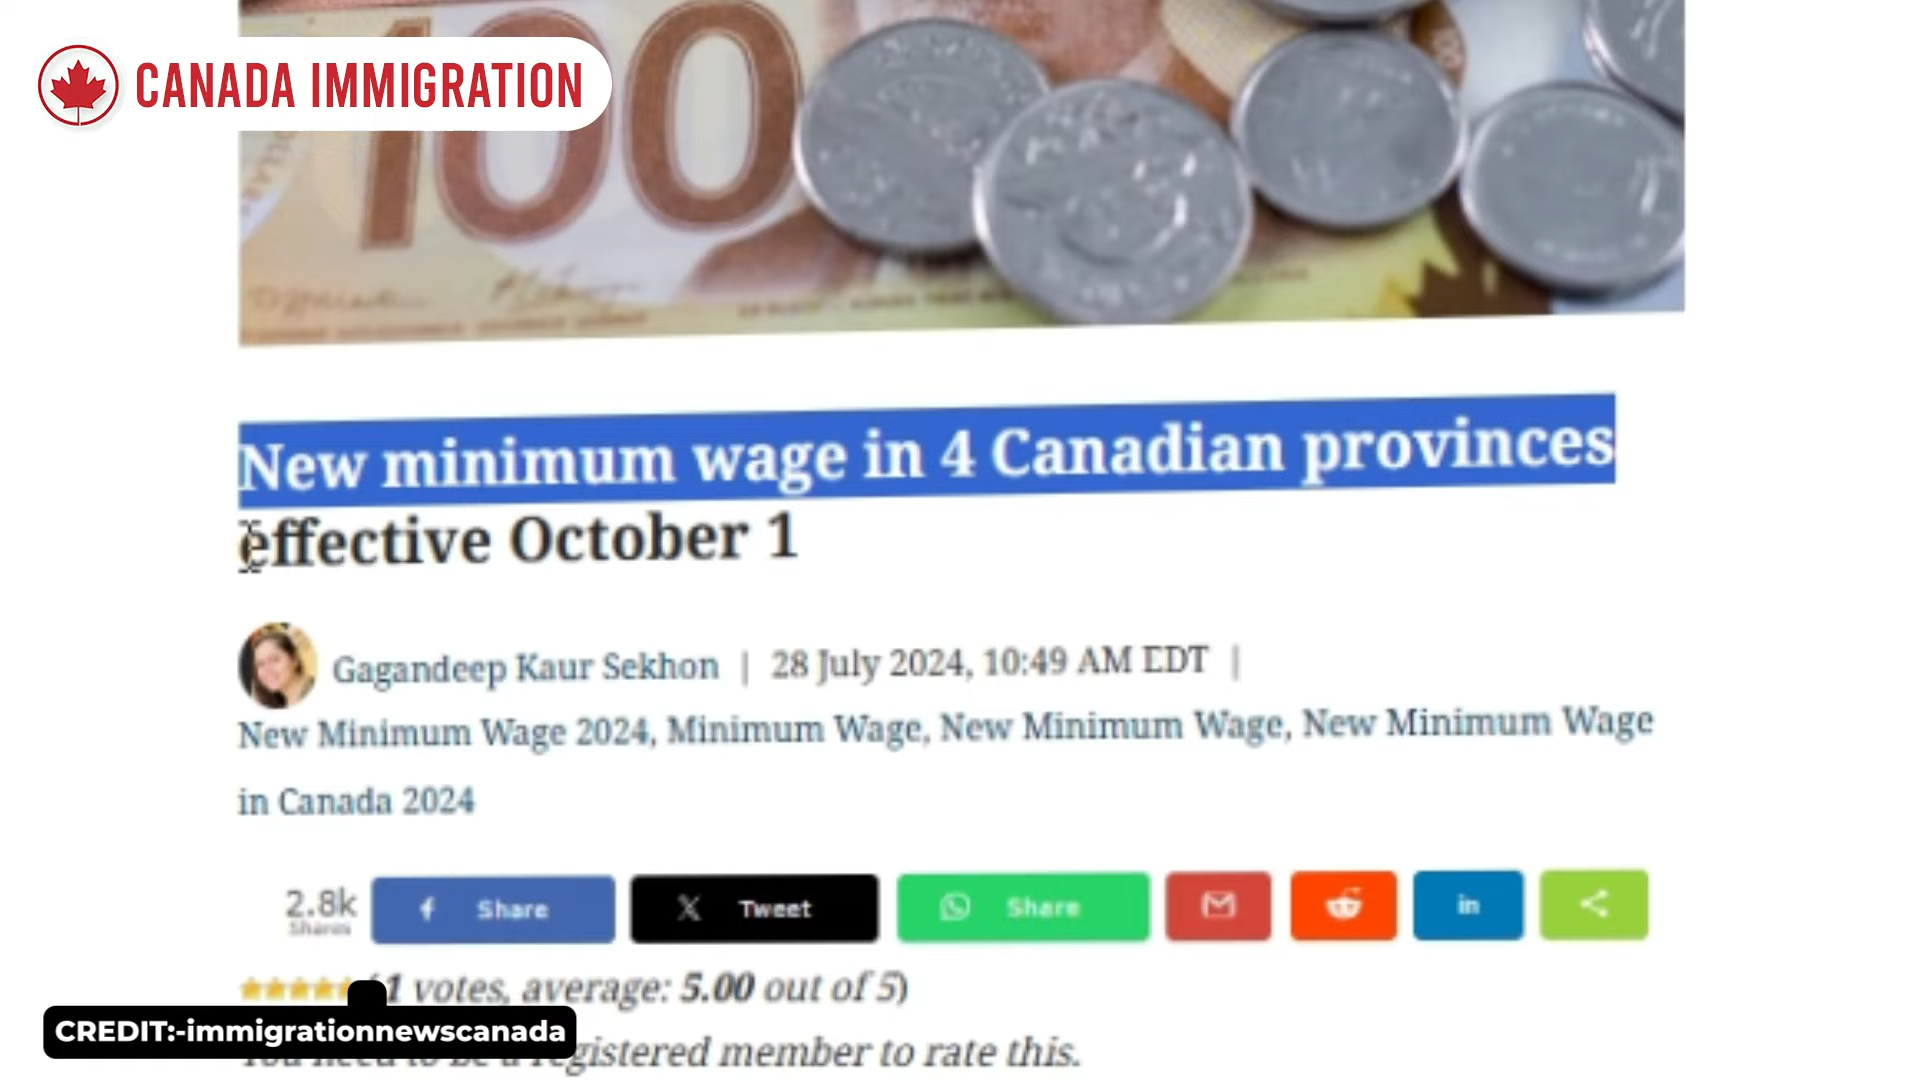 CANADA IMMIGRATION
100
New minimum wage in 4 Canadian provinces
effective October 1
Gagandeep Kaur Sekhon | 28 July 2024, 10:49 AM EDT |
New Minimum Wage 2024, Minimum Wage, New Minimum Wage, New Minimum Wage
in Canada 2024
2.8k
Shares
Share
Tweet
Share
in
1 votes, average: 5.00 out of 5)
CREDIT:-immigrationnewscanada
registered member to rate this.